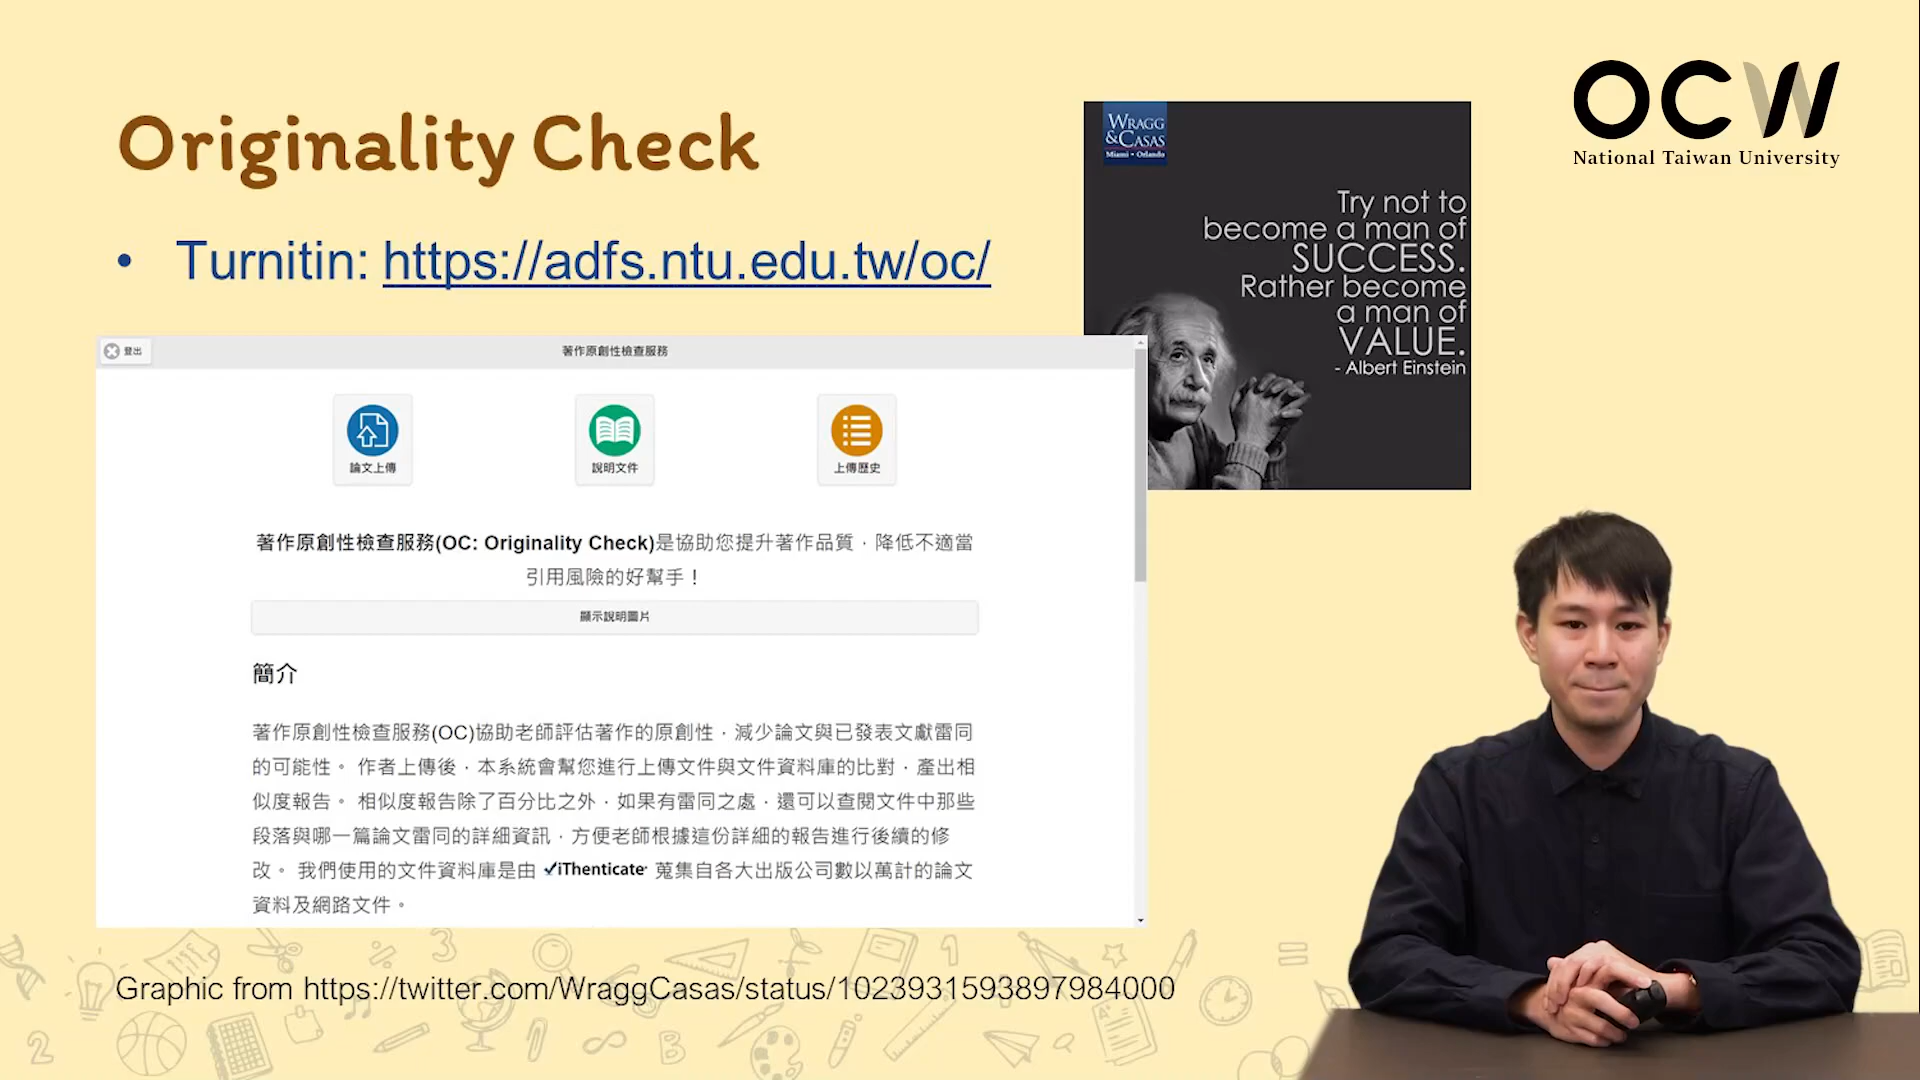 OCW
National Taiwan University
Originality Check
• Turnitin: https://adfs.ntu.edu.tw/oc/
WRAGG
&CASAS
Miami • Orlando
Try not to
become a man of
SUCCESS.
Rather become
a man of
VALUE.
- Albert Einstein
登出
著作原創性檢查服務
論文上傳
說明文件
上傳歷史
著作原創性檢查服務(OC: Originality Check)是協助您提升著作品質，降低不適當
引用風險的好幫手！
顯示說明圖片
簡介
著作原創性檢查服務(OC)協助老師評估著作的原創性，減少論文與已發表文獻雷同
的可能性。 作者上傳後，本系統會幫您進行上傳文件與文件資料庫的比對，產出相
似度報告。 相似度報告除了百分比之外，如果有雷同之處，還可以查閱文件中那些
段落與哪一篇論文雷同的詳細資訊，方便老師根據這份詳細的報告進行後續的修
改。 我們使用的文件資料庫是由 iThenticate 蒐集自各大出版公司數以萬計的論文
資料及網路文件。
Graphic from https://twitter.com/WraggCasas/status/1023931593897984000